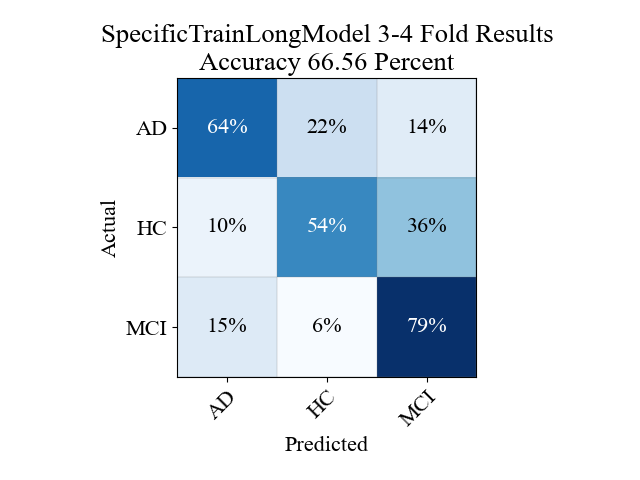 SpecificTrainLongModel 3-4 Fold Results
Accuracy 66.56 Percent
AD 64% 22% 14%
Actual
HC 10% 54% 36%
MCI 15% 6% 79%
AD HC MCI
Predicted